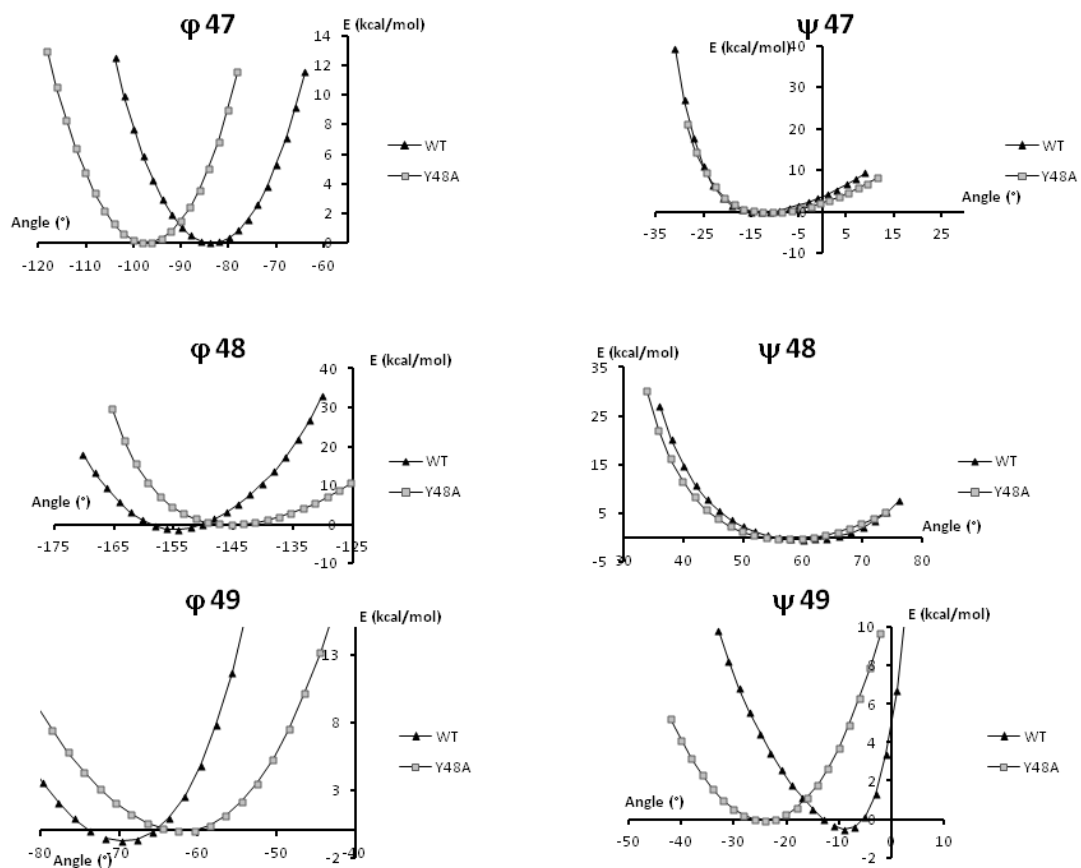 φ 47
E (kcal/mol)
14
12
10
8
6
4
2
0
Angle (°)
-120 -110 -100 -90 -80 -70 -60
WT
Y48A
ψ 47
E (kcal/mol)
40
30
20
10
0
-10
-35 -25 -15 -5 5 15 25
WT
Y48A
φ 48
E (kcal/mol)
40
30
20
10
0
-10
Angle (°)
-175 -165 -155 -145 -135 -125
WT
Y48A
ψ 48
E (kcal/mol)
35
25
15
5
-5
Angle (°)
30 40 50 60 70 80
WT
Y48A
φ 49
E (kcal/mol)
13
8
3
-2
Angle (°)
-80 -70 -60 -50 -40
WT
Y48A
ψ 49
E (kcal/mol)
10
8
6
4
2
0
-2
Angle (°)
-50 -40 -30 -20 -10 0 10
WT
Y48A